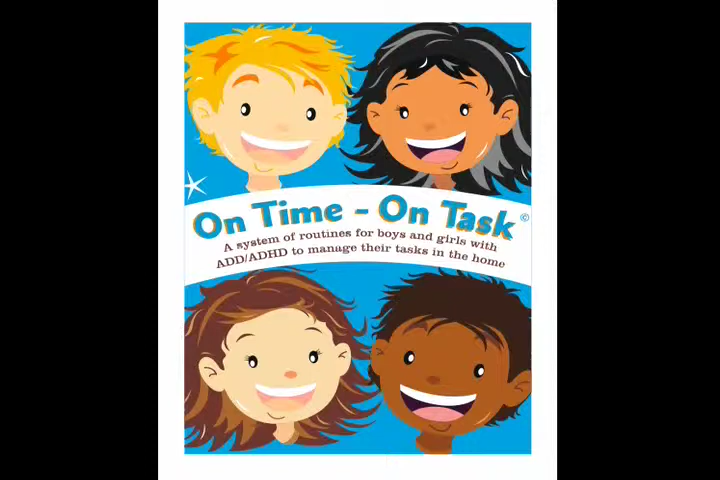 On Time - On Task ©
A system of routines for boys and girls with
ADD/ADHD to manage their tasks in the home